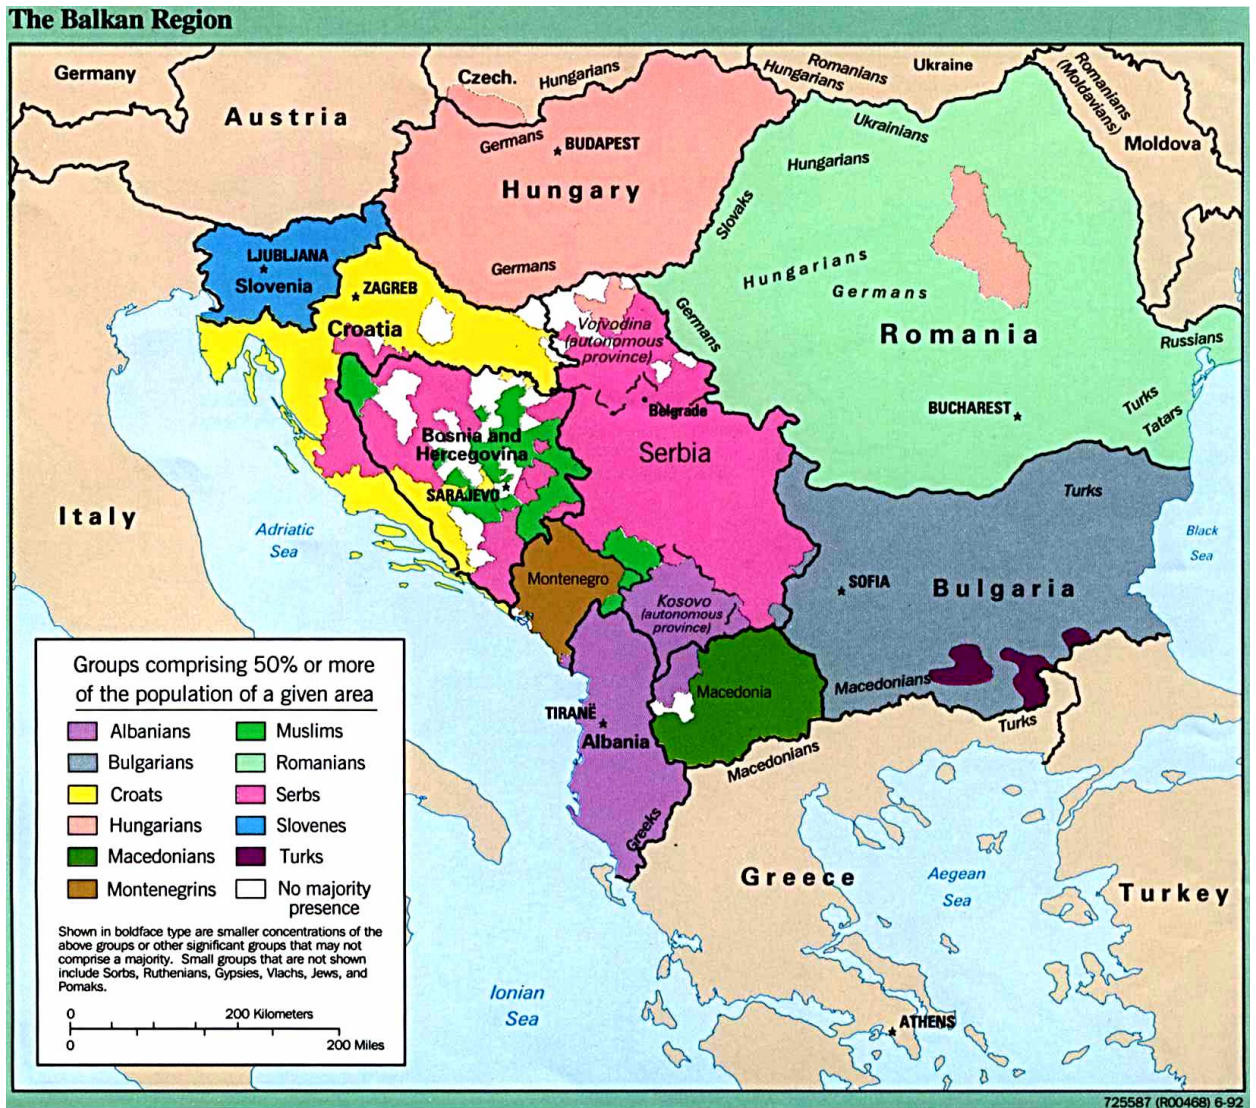 The Balkan Region
Germany
Austria
Czech.
Hungarians
Hungarians
Romanians
Ukraine
Romanians
(Moldavians)
Moldova
Germans
BUDAPEST
Hungary
Germans
Slovaks
Ukrainians
Hungarians
Hungarians
Germans
Germans
Romania
Russians
BUCHAREST
Turks
Tatars
LJUBLJANA
Slovenia
ZAGREB
Croatia
Vojvodina
(autonomous
province)
Belgrade
Serbia
Bosnia and
Hercegovina
SARAJEVO
Italy
Adriatic
Sea
Montenegro
Kosovo
(autonomous
province)
Turks
Black
Sea
SOFIA
Bulgaria
Macedonians
Turks
Macedonia
Macedonians
TIRANË
Albania
Greeks
Greece
Aegean
Sea
Turkey
Ionian
Sea
ATHENS
Groups comprising 50% or more
of the population of a given area
Albanians
Muslims
Bulgarians
Romanians
Croats
Serbs
Hungarians
Slovenes
Macedonians
Turks
Montenegrins
No majority
presence
Shown in boldface type are smaller concentrations of the
above groups or other significant groups that may not
comprise a majority. Small groups that are not shown
include Sorbs, Ruthenians, Gypsies, Vlachs, Jews, and
Pomaks.
0 200 Kilometers
0 200 Miles
725587 (R00468) 6-92